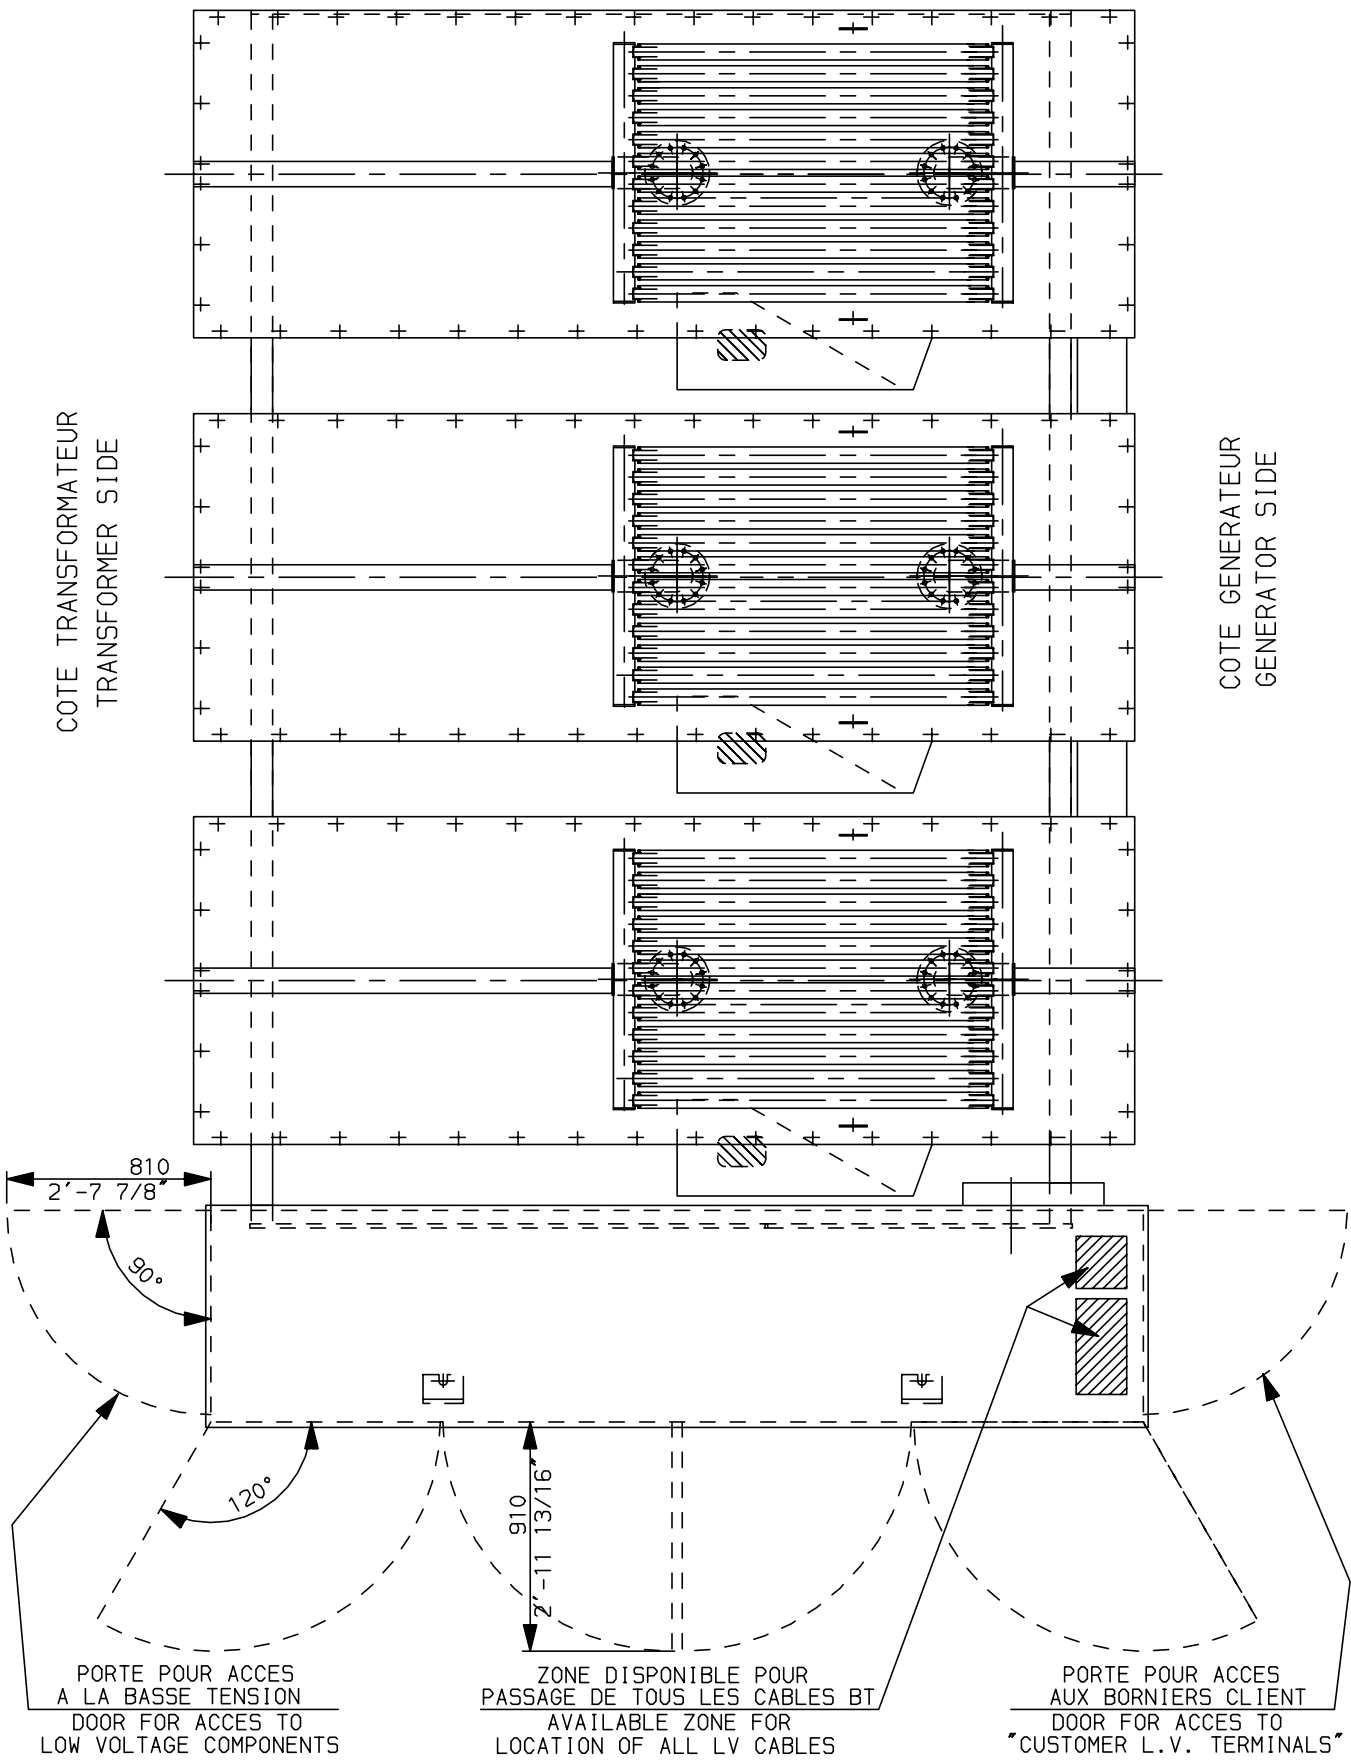 COTE TRANSFORMATEUR
TRANSFORMER SIDE
COTE GENERATEUR
GENERATOR SIDE
810
2'-7 7/8"
90°
120°
910
2'-11 13/16"
PORTE POUR ACCES
A LA BASSE TENSION
DOOR FOR ACCES TO
LOW VOLTAGE COMPONENTS
ZONE DISPONIBLE POUR
PASSAGE DE TOUS LES CABLES BT
AVAILABLE ZONE FOR
LOCATION OF ALL LV CABLES
PORTE POUR ACCES
AUX BORNIERS CLIENT
DOOR FOR ACCES TO
"CUSTOMER L.V. TERMINALS"